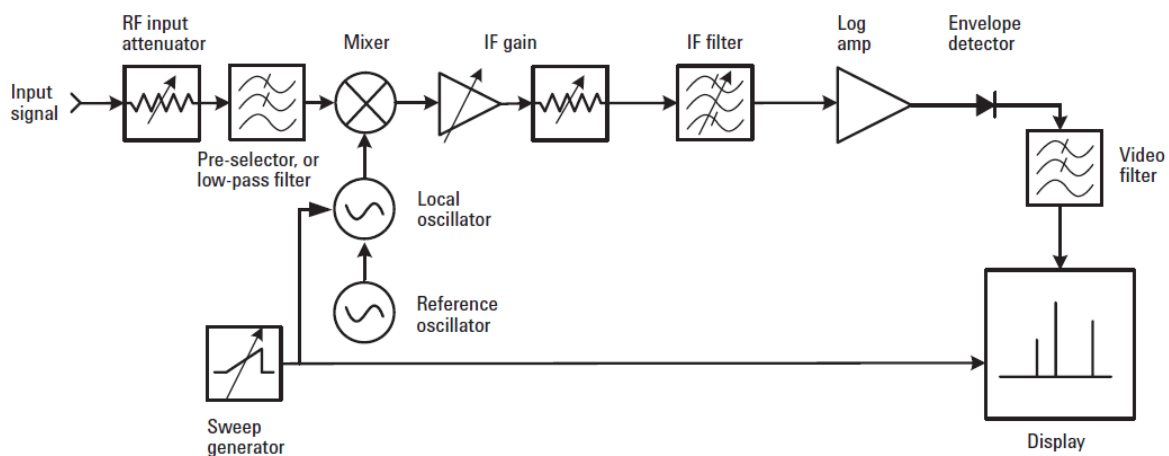 RF input
attenuator
Mixer
IF gain
IF filter
Log
amp
Envelope
detector
Input
signal
Pre-selector, or
low-pass filter
Video
filter
Local
oscillator
Reference
oscillator
Sweep
generator
Display